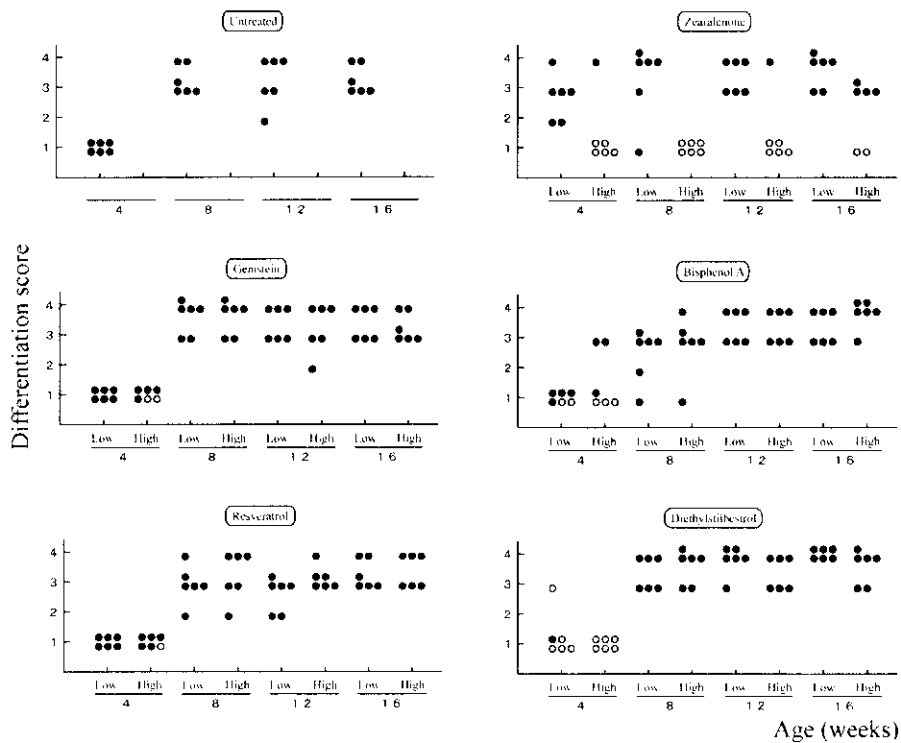 Untreated
4
3
2
1
4 8 12 16
Zearalenone
4
3
2
1
Low High Low High Low High Low High
4 8 12 16
Differentiation score
Genistein
4
3
2
1
Low High Low High Low High Low High
4 8 12 16
Bisphenol A
4
3
2
1
Low High Low High Low High Low High
4 8 12 16
Resveratrol
4
3
2
1
Low High Low High Low High Low High
4 8 12 16
Diethylstilbestrol
4
3
2
1
Low High Low High Low High Low High
4 8 12 16
Age (weeks)